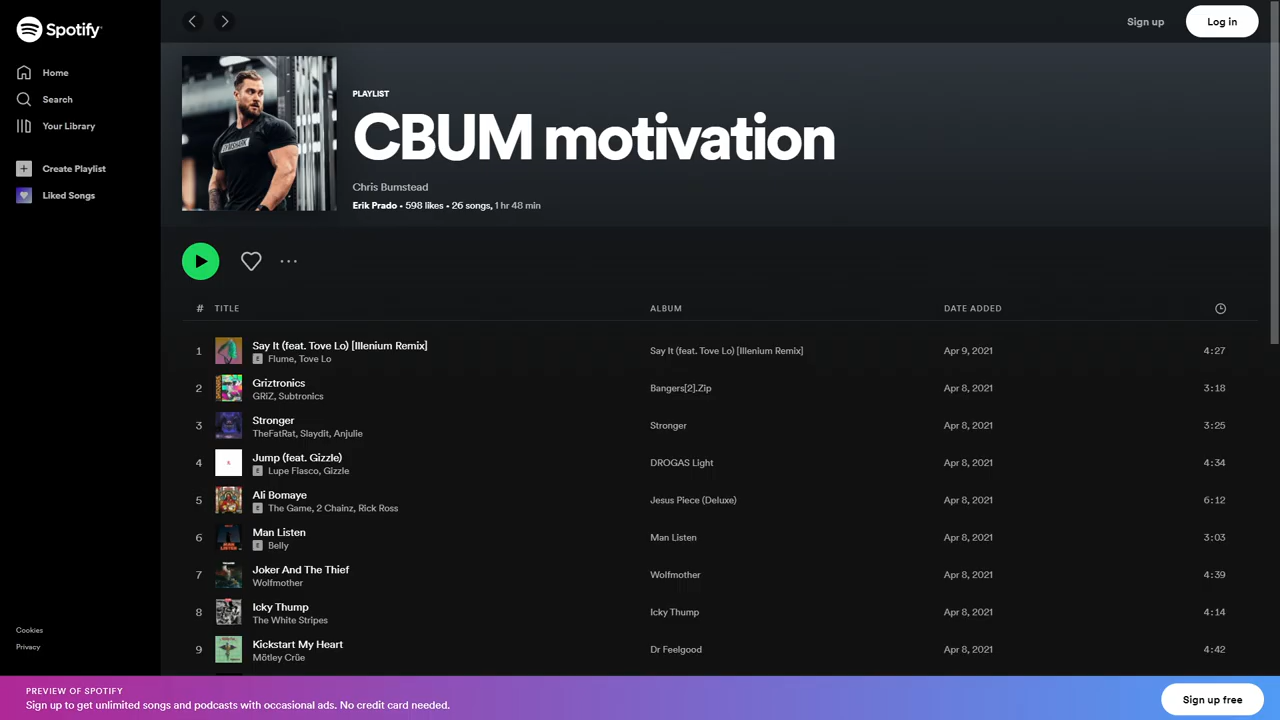 Spotify
Home
Search
Your Library
Create Playlist
Liked Songs
Cookies
Privacy
Sign up
Log in
PLAYLIST
CBUM motivation
Chris Bumstead
Erik Prado • 598 likes • 26 songs, 1 hr 48 min
# TITLE ALBUM DATE ADDED
1 Say It (feat. Tove Lo) [Illenium Remix] Say It (feat. Tove Lo) [Illenium Remix] Apr 9, 2021 4:27
E Flume, Tove Lo
2 Griztronics Bangers[2].Zip Apr 8, 2021 3:18
GRiZ, Subtronics
3 Stronger Stronger Apr 8, 2021 3:25
TheFatRat, Slaydit, Anjulie
4 Jump (feat. Gizzle) DROGAS Light Apr 8, 2021 4:34
E Lupe Fiasco, Gizzle
5 Ali Bomaye Jesus Piece (Deluxe) Apr 8, 2021 6:12
E The Game, 2 Chainz, Rick Ross
6 Man Listen Man Listen Apr 8, 2021 3:03
E Belly
7 Joker And The Thief Wolfmother Apr 8, 2021 4:39
Wolfmother
8 Icky Thump Icky Thump Apr 8, 2021 4:14
The White Stripes
9 Kickstart My Heart Dr Feelgood Apr 8, 2021 4:42
Mötley Crüe
PREVIEW OF SPOTIFY
Sign up to get unlimited songs and podcasts with occasional ads. No credit card needed.
Sign up free